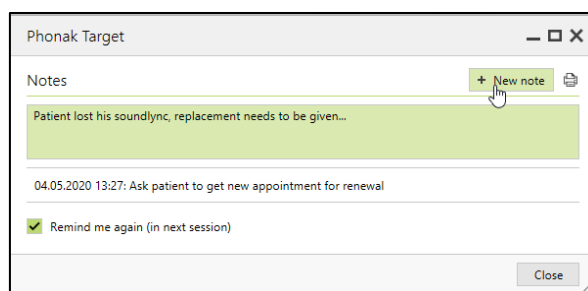 Phonak Target
Notes
+ New note
Patient lost his soundlync, replacement needs to be given...
04.05.2020 13:27: Ask patient to get new appointment for renewal
Remind me again (in next session)
Close